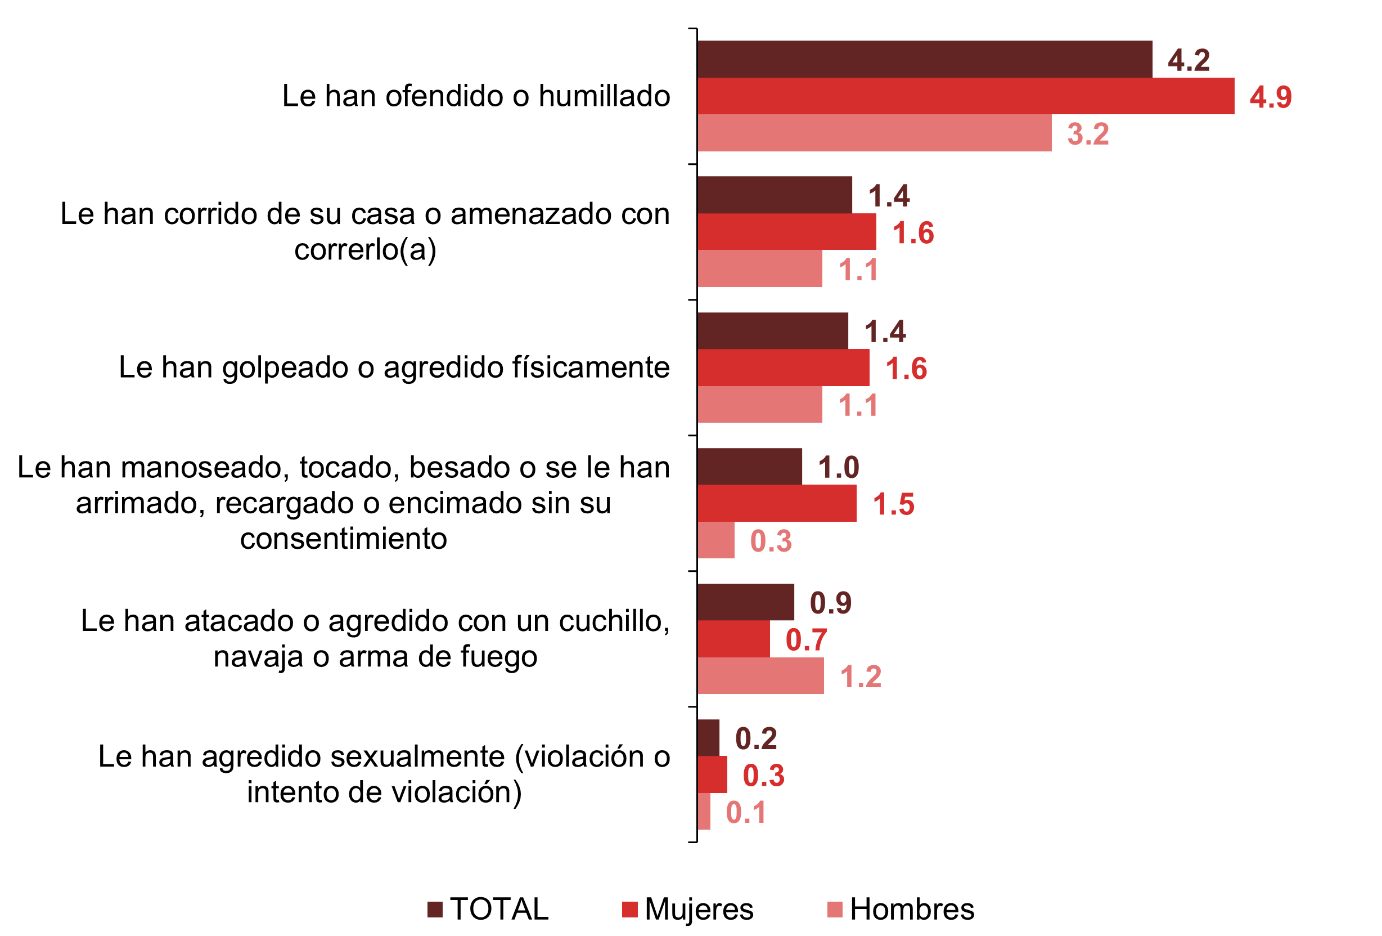 4.2
Le han ofendido o humillado
4.9
3.2
1.4
Le han corrido de su casa o amenazado con
correrlo(a)
1.6
1.1
1.4
Le han golpeado o agredido físicamente
1.6
1.1
Le han manoseado, tocado, besado o se le han
arrimado, recargado o encimado sin su
consentimiento
1.0
1.5
0.3
Le han atacado o agredido con un cuchillo,
navaja o arma de fuego
0.9
0.7
1.2
Le han agredido sexualmente (violación o
intento de violación)
0.2
0.3
0.1
TOTAL Mujeres Hombres